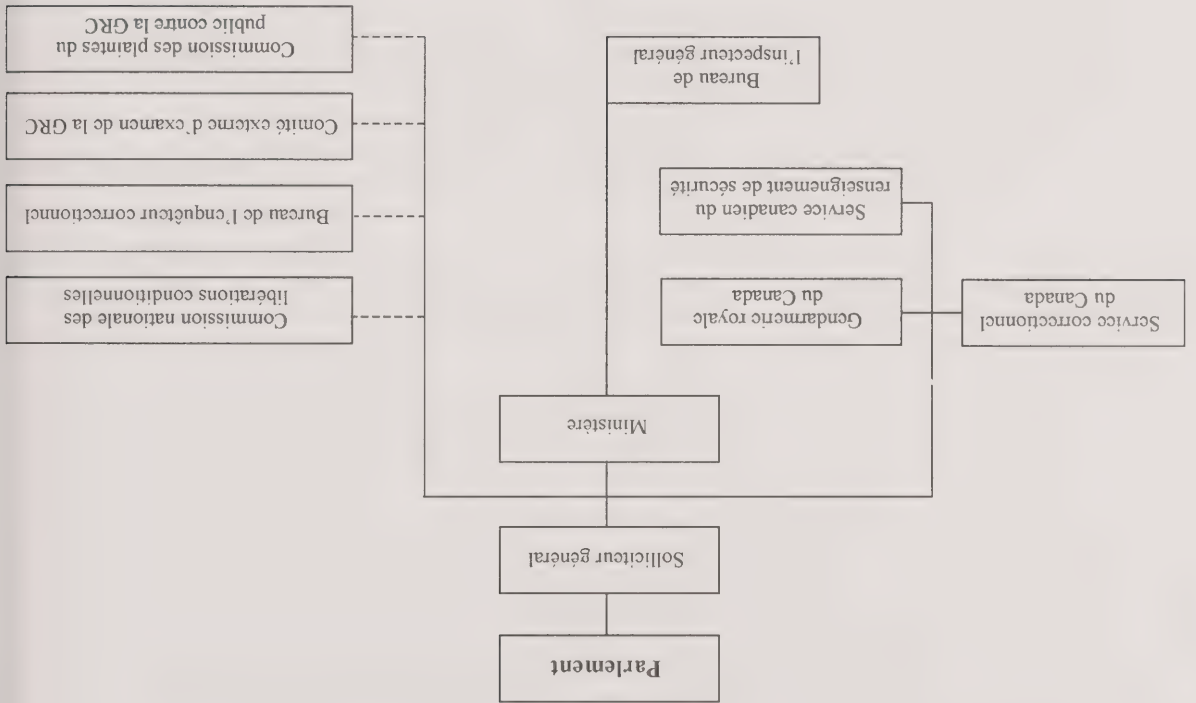 Parlement
Solliciteur général
Ministère
Service correctionnel
du Canada
Gendarmerie royale
du Canada
Service canadien du
renseignement de sécurité
Bureau de
l'inspecteur général
Commission nationale des
libérations conditionnelles
Bureau de l'enquêteur correctionnel
Comité externe d'examen de la GRC
Commission des plaintes du
public contre la GRC